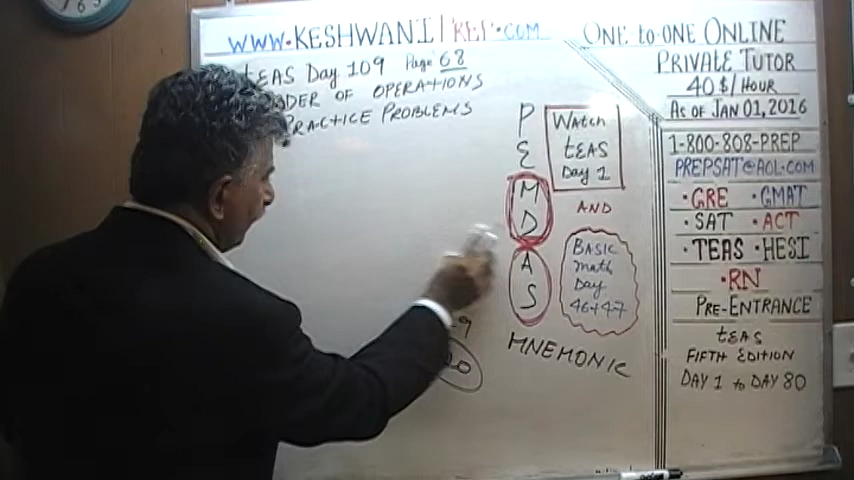 WWW.KESHWANIPREP.COM
TEAS Day 109 Page 68
ORDER OF OPERATIONS
PRACTICE PROBLEMS
P
E
M
D
A
S
MNEMONIC
WATCH
TEAS
Day 1
AND
BASIC
math
Day
46+47
9
ONE TO ONE ONLINE
PRIVATE TUTOR
40$/HOUR
AS OF JAN 01,2016
1-800-808-PREP
PREPSAT@AOL.COM
•GRE •GMAT
•SAT •ACT
•TEAS •HESI
•RN
PRE-ENTRANCE
TEAS
FIFTH EDITION
DAY 1 to DAY 80